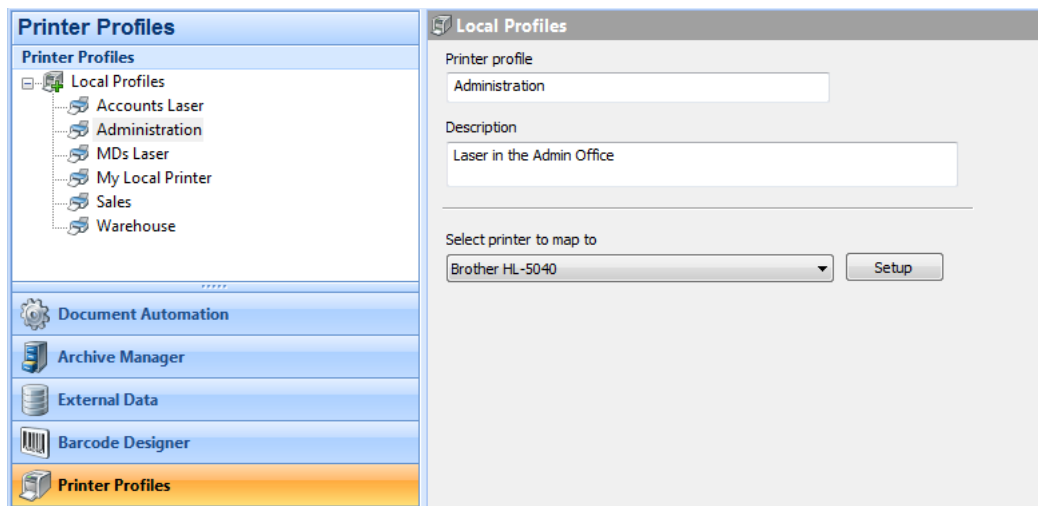 Printer Profiles
Printer Profiles
Local Profiles
Accounts Laser
Administration
MDs Laser
My Local Printer
Sales
Warehouse
Document Automation
Archive Manager
External Data
Barcode Designer
Printer Profiles
Local Profiles
Printer profile
Administration
Description
Laser in the Admin Office
Select printer to map to
Brother HL-5040
Setup